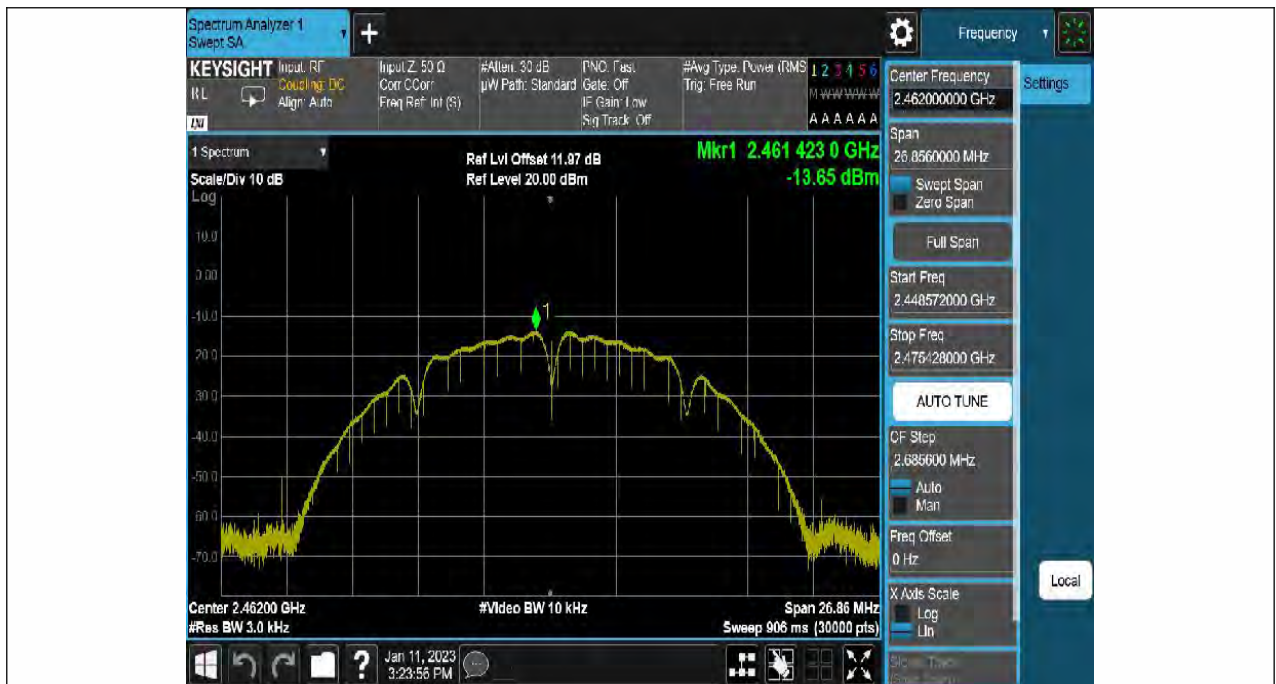 Spectrum Analyzer 1
Swept SA
Frequency
KEYSIGHT
Input: RF
Coupling: DC
Align: Auto
RL
LXI
Input Z: 50 Ω
Corr CCorr
Freq Ref: Int (S)
#Atten: 30 dB
µW Path: Standard
PNO: Fast
Gate: Off
IF Gain: Low
Sig Track: Off
#Avg Type: Power (RMS
Trig: Free Run
1 2 3 4 5 6
M W W W W W
A A A A A A
1 Spectrum
Scale/Div 10 dB
Log
Ref Lvl Offset 11.97 dB
Ref Level 20.00 dBm
Mkr1 2.461 423 0 GHz
-13.65 dBm
10.0
0.00
-10.0
-20.0
-30.0
-40.0
-50.0
-60.0
-70.0
1
Center 2.46200 GHz
#Res BW 3.0 kHz
#Video BW 10 kHz
Span 26.86 MHz
Sweep 906 ms (30000 pts)
Center Frequency
2.462000000 GHz
Settings
Span
26.8560000 MHz
Swept Span
Zero Span
Full Span
Start Freq
2.448572000 GHz
Stop Freq
2.475428000 GHz
AUTO TUNE
CF Step
2.685600 MHz
Auto
Man
Freq Offset
0 Hz
X Axis Scale
Log
Lin
Local
?
Jan 11, 2023
3:23:56 PM